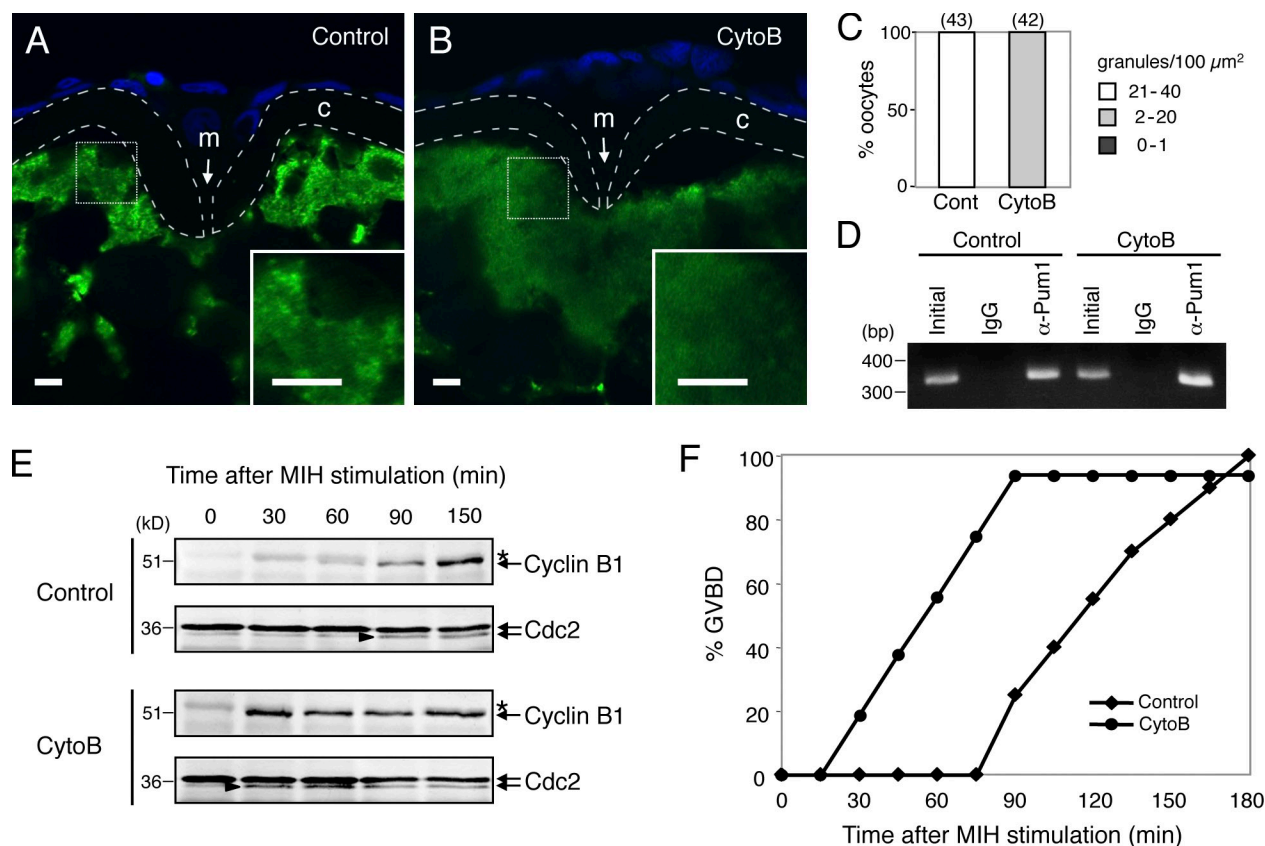 A
Control
m
c
B
CytoB
m
c
C
(43) (42)
100
50
0
% oocytes
Cont CytoB
granules/100 µm²
21-40
2-20
0-1
D
Control CytoB
Initial IgG α-Pum1 Initial IgG α-Pum1
(bp)
400
300
E
Time after MIH stimulation (min)
(kD) 0 30 60 90 150
Control
51 * Cyclin B1
36 Cdc2
CytoB
51 * Cyclin B1
36 Cdc2
F
100
80
60
40
20
0
% GVBD
Control
CytoB
0 30 60 90 120 150 180
Time after MIH stimulation (min)